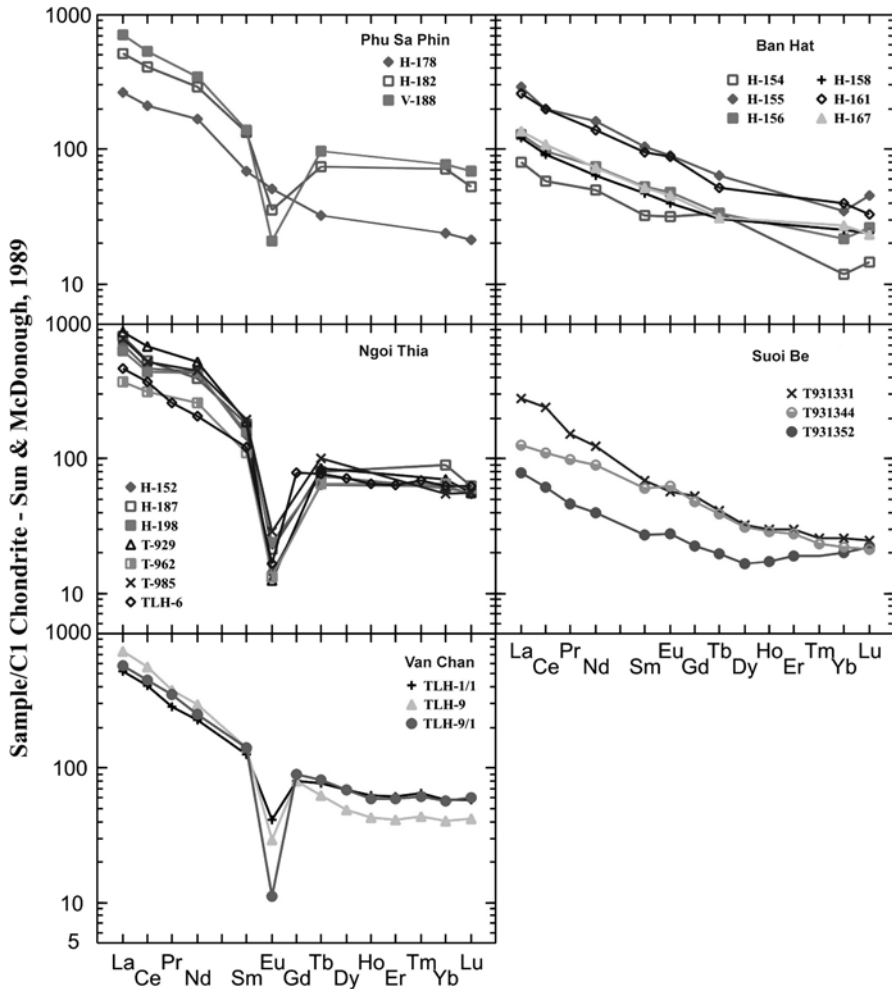 Sample/C1 Chondrite - Sun & McDonough, 1989
1000
100
10
Phu Sa Phin
H-178
H-182
V-188
Ban Hat
H-154 H-158
H-155 H-161
H-156 H-167
1000
100
10
Ngoi Thia
H-152
H-187
H-198
T-929
T-962
T-985
TLH-6
Suoi Be
T931331
T931344
T931352
La Ce Pr Nd Sm Eu Gd Tb Dy Ho Er Tm Yb Lu
1000
100
10
5
Van Chan
TLH-1/1
TLH-9
TLH-9/1
La Ce Pr Nd Sm Eu Gd Tb Dy Ho Er Tm Yb Lu